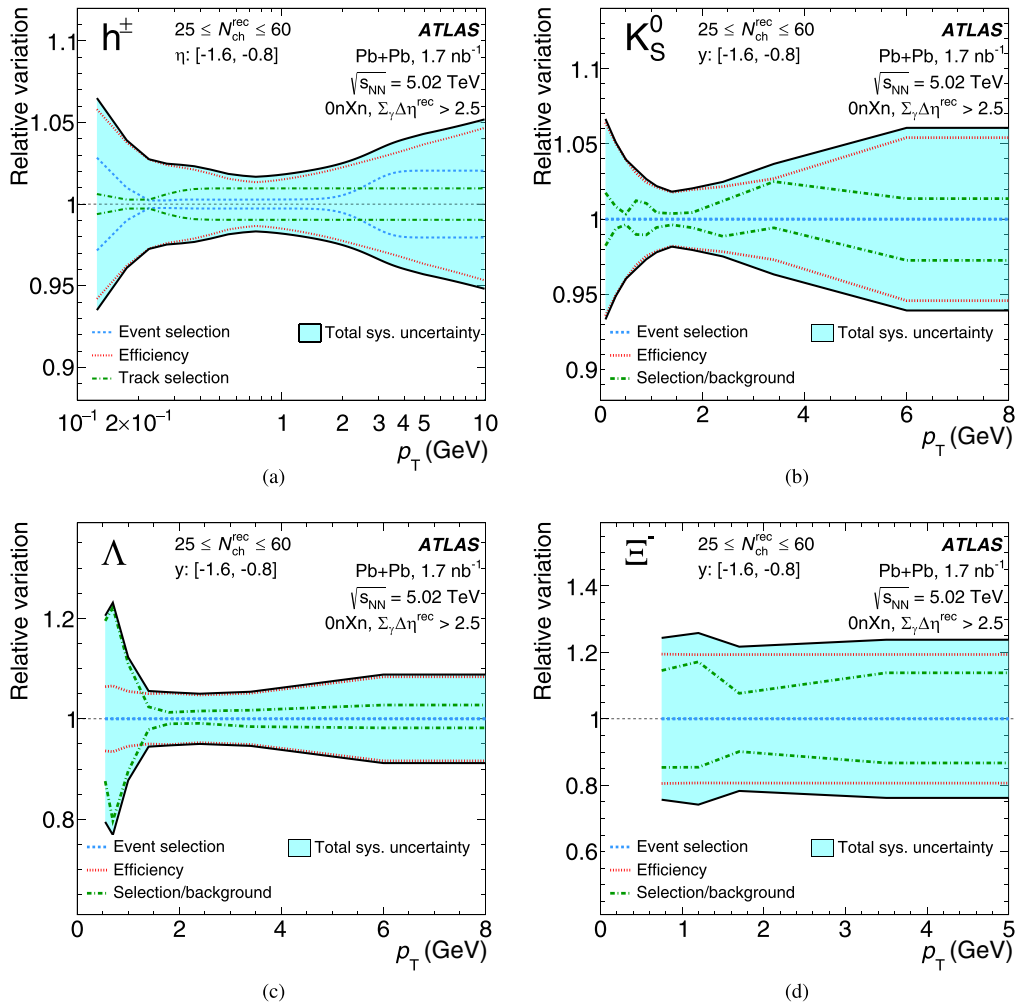 h±
25 ≤ N_ch^rec ≤ 60
η: [-1.6, -0.8]
ATLAS
Pb+Pb, 1.7 nb⁻¹
√s_NN = 5.02 TeV
0nXn, Σ_γΔη^rec > 2.5
Relative variation
1.1
1.05
1
0.95
0.9
Event selection
Efficiency
Track selection
Total sys. uncertainty
10⁻¹ 2×10⁻¹ 1 2 3 4 5 10
p_T (GeV)
(a)
K_S^0
25 ≤ N_ch^rec ≤ 60
y: [-1.6, -0.8]
ATLAS
Pb+Pb, 1.7 nb⁻¹
√s_NN = 5.02 TeV
0nXn, Σ_γΔη^rec > 2.5
Relative variation
1.1
1.05
1
0.95
0.9
Event selection
Efficiency
Selection/background
Total sys. uncertainty
0 2 4 6 8
p_T (GeV)
(b)
Λ
25 ≤ N_ch^rec ≤ 60
y: [-1.6, -0.8]
ATLAS
Pb+Pb, 1.7 nb⁻¹
√s_NN = 5.02 TeV
0nXn, Σ_γΔη^rec > 2.5
Relative variation
1.2
1
0.8
Event selection
Efficiency
Selection/background
Total sys. uncertainty
0 2 4 6 8
p_T (GeV)
(c)
Ξ⁻
25 ≤ N_ch^rec ≤ 60
y: [-1.6, -0.8]
ATLAS
Pb+Pb, 1.7 nb⁻¹
√s_NN = 5.02 TeV
0nXn, Σ_γΔη^rec > 2.5
Relative variation
1.4
1.2
1
0.8
0.6
Event selection
Efficiency
Selection/background
Total sys. uncertainty
0 1 2 3 4 5
p_T (GeV)
(d)